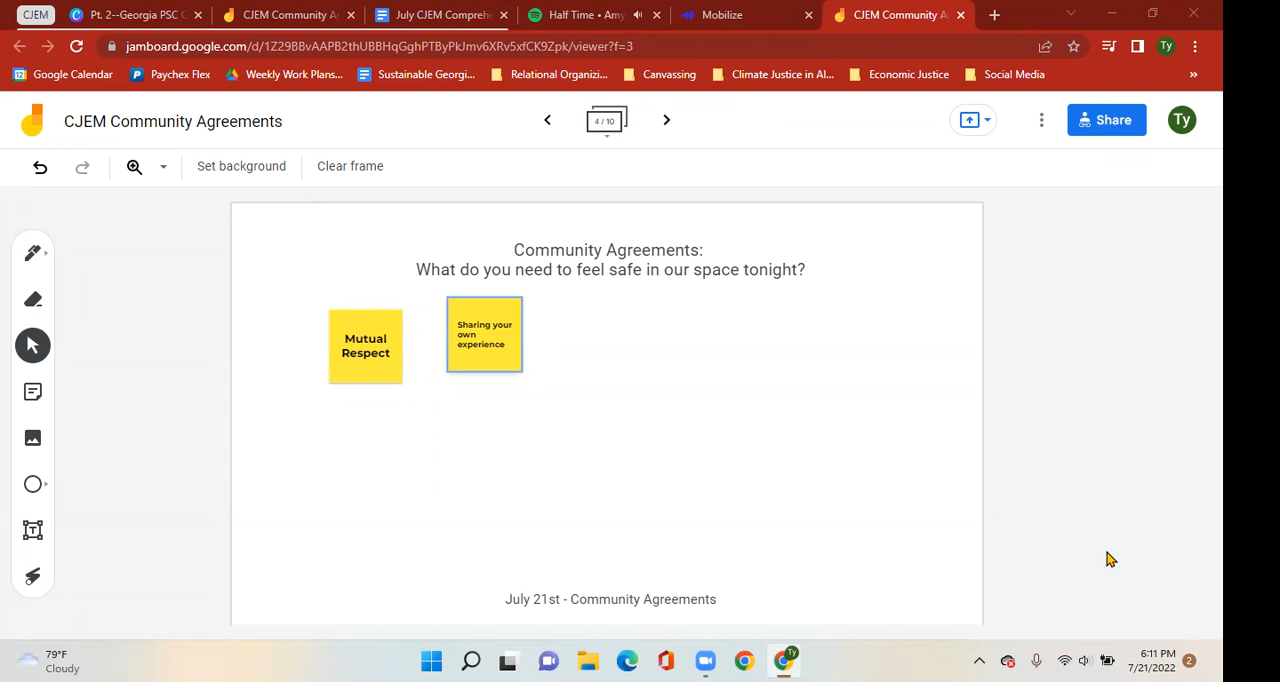 CJEM
Pt. 2--Georgia PSC C
CJEM Community Ag
July CJEM Comprehe
Half Time • Amy
Mobilize
CJEM Community A
jamboard.google.com/d/1Z29BBvAAPB2thUBBHqGghPTByPkJmv6XRv5xfCK9Zpk/viewer?f=3
Ty
Google Calendar
Paychex Flex
Weekly Work Plans...
Sustainable Georgi...
Relational Organizi...
Canvassing
Climate Justice in Al...
Economic Justice
Social Media
»
CJEM Community Agreements
4 / 10
Share
Ty
Set background
Clear frame
Community Agreements:
What do you need to feel safe in our space tonight?
Mutual
Respect
Sharing your
own
experience
July 21st - Community Agreements
79°F
Cloudy
Ty
6:11 PM
7/21/2022
2